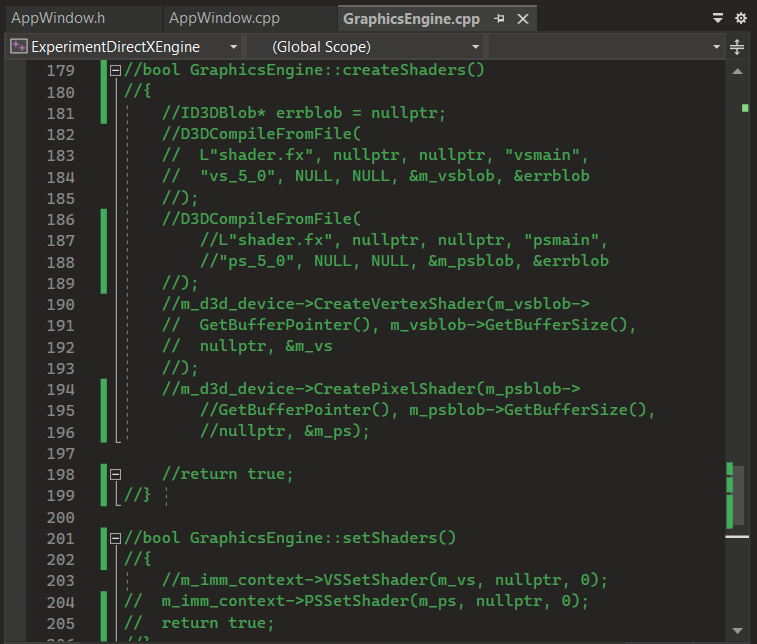 AppWindow.h AppWindow.cpp GraphicsEngine.cpp
ExperimentDirectXEngine (Global Scope)
179 //bool GraphicsEngine::createShaders()
180 //{
181 //ID3DBlob* errblob = nullptr;
182 //D3DCompileFromFile(
183 // L"shader.fx", nullptr, nullptr, "vsmain",
184 // "vs_5_0", NULL, NULL, &m_vsblob, &errblob
185 //);
186 //D3DCompileFromFile(
187 //L"shader.fx", nullptr, nullptr, "psmain",
188 //"ps_5_0", NULL, NULL, &m_psblob, &errblob
189 //);
190 //m_d3d_device->CreateVertexShader(m_vsblob->
191 // GetBufferPointer(), m_vsblob->GetBufferSize(),
192 // nullptr, &m_vs
193 //);
194 //m_d3d_device->CreatePixelShader(m_psblob->
195 //GetBufferPointer(), m_psblob->GetBufferSize(),
196 //nullptr, &m_ps);
197
198 //return true;
199 //}
200
201 //bool GraphicsEngine::setShaders()
202 //{
203 //m_imm_context->VSSetShader(m_vs, nullptr, 0);
204 // m_imm_context->PSSetShader(m_ps, nullptr, 0);
205 // return true;
206 //}